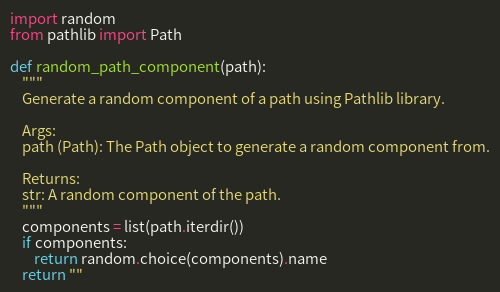 import random
from pathlib import Path

def random_path_component(path):
    """
    Generate a random component of a path using Pathlib library.

    Args:
    path (Path): The Path object to generate a random component from.

    Returns:
    str: A random component of the path.
    """
    components = list(path.iterdir())
    if components:
        return random.choice(components).name
    return ""